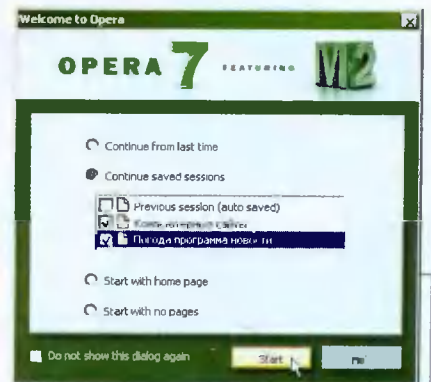 Welcome to Opera
OPERA 7 FEATURING M2
Continue from last time
Continue saved sessions
Previous session (auto saved)
сайты
Погода программа новости
Start with home page
Start with no pages
Do not show this dialog again
Start